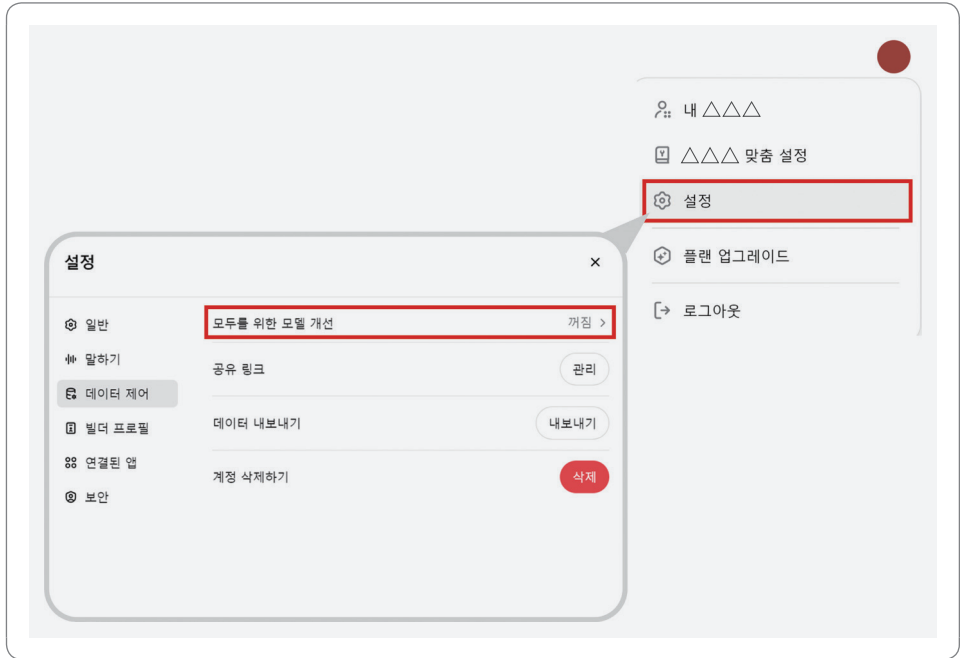 내 △△△
△△△ 맞춤 설정
설정
플랜 업그레이드
로그아웃
설정
일반
말하기
데이터 제어
빌더 프로필
연결된 앱
보안
모두를 위한 모델 개선 꺼짐
공유 링크 관리
데이터 내보내기 내보내기
계정 삭제하기 삭제